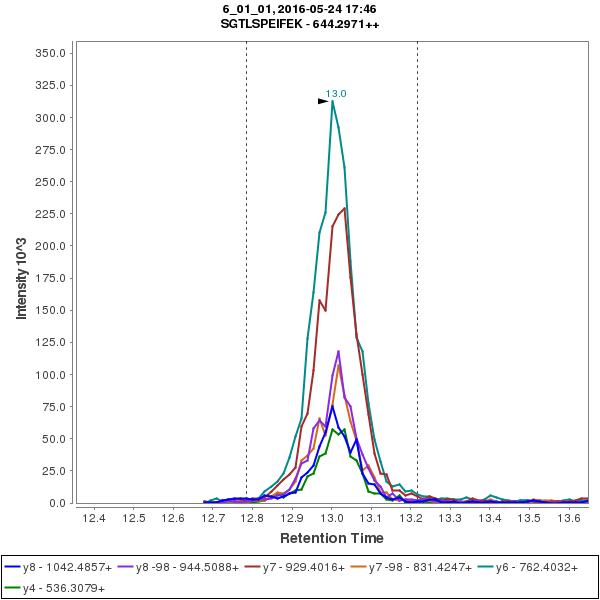 6_01_01, 2016-05-24 17:46
SGTLSPEIFEK - 644.2971++
Intensity 10^3
350.0
325.0
300.0
275.0
250.0
225.0
200.0
175.0
150.0
125.0
100.0
75.0
50.0
25.0
0.0
13.0
12.4 12.5 12.6 12.7 12.8 12.9 13.0 13.1 13.2 13.3 13.4 13.5 13.6
Retention Time
y8 - 1042.4857+ y8 -98 - 944.5088+ y7 - 929.4016+ y7 -98 - 831.4247+ y6 - 762.4032+
y4 - 536.3079+